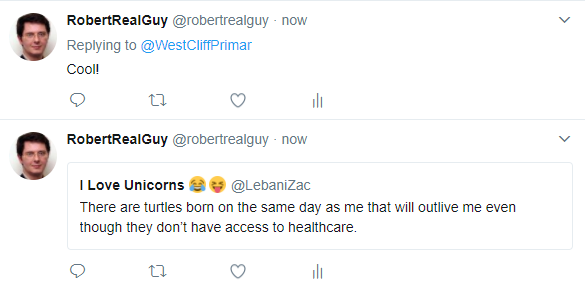 RobertRealGuy @robertrealguy · now
Replying to @WestCliffPrimar
Cool!
RobertRealGuy @robertrealguy · now
I Love Unicorns 😂😝 @LebaniZac
There are turtles born on the same day as me that will outlive me even
though they don’t have access to healthcare.